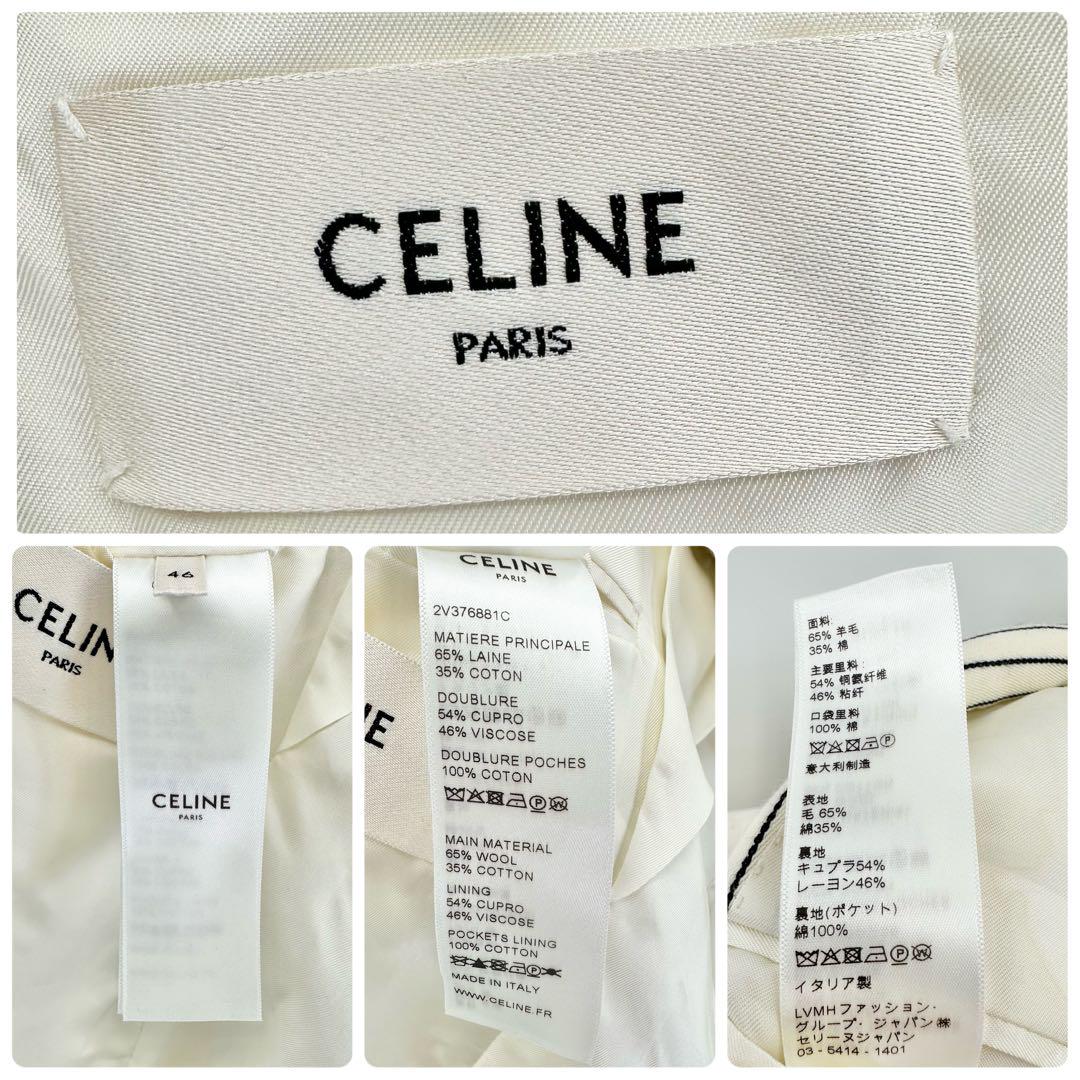 CELINE
PARIS
46
CELIN
PARIS
CELINE
PARIS
CELINE
PARIS
2V376881C
MATIERE PRINCIPALE
65% LAINE
35% COTON
DOUBLURE
54% CUPRO
46% VISCOSE
DOUBLURE POCHES
100% COTON
MAIN MATERIAL
65% WOOL
35% COTTON
LINING
54% CUPRO
46% VISCOSE
POCKETS LINING
100% COTTON
MADE IN ITALY
WWW.CELINE.FR
NE
面料:
65% 羊毛
35% 棉
主要里料:
54% 铜氨纤维
46% 粘纤
口袋里料
100% 棉
意大利制造
表地
毛 65%
綿35%
裏地
キュプラ54%
レーヨン46%
裏地(ポケット)
綿100%
イタリア製
LVMHファッション・
グループ・ジャパン㈱
セリーヌジャパン
03-5414-1401